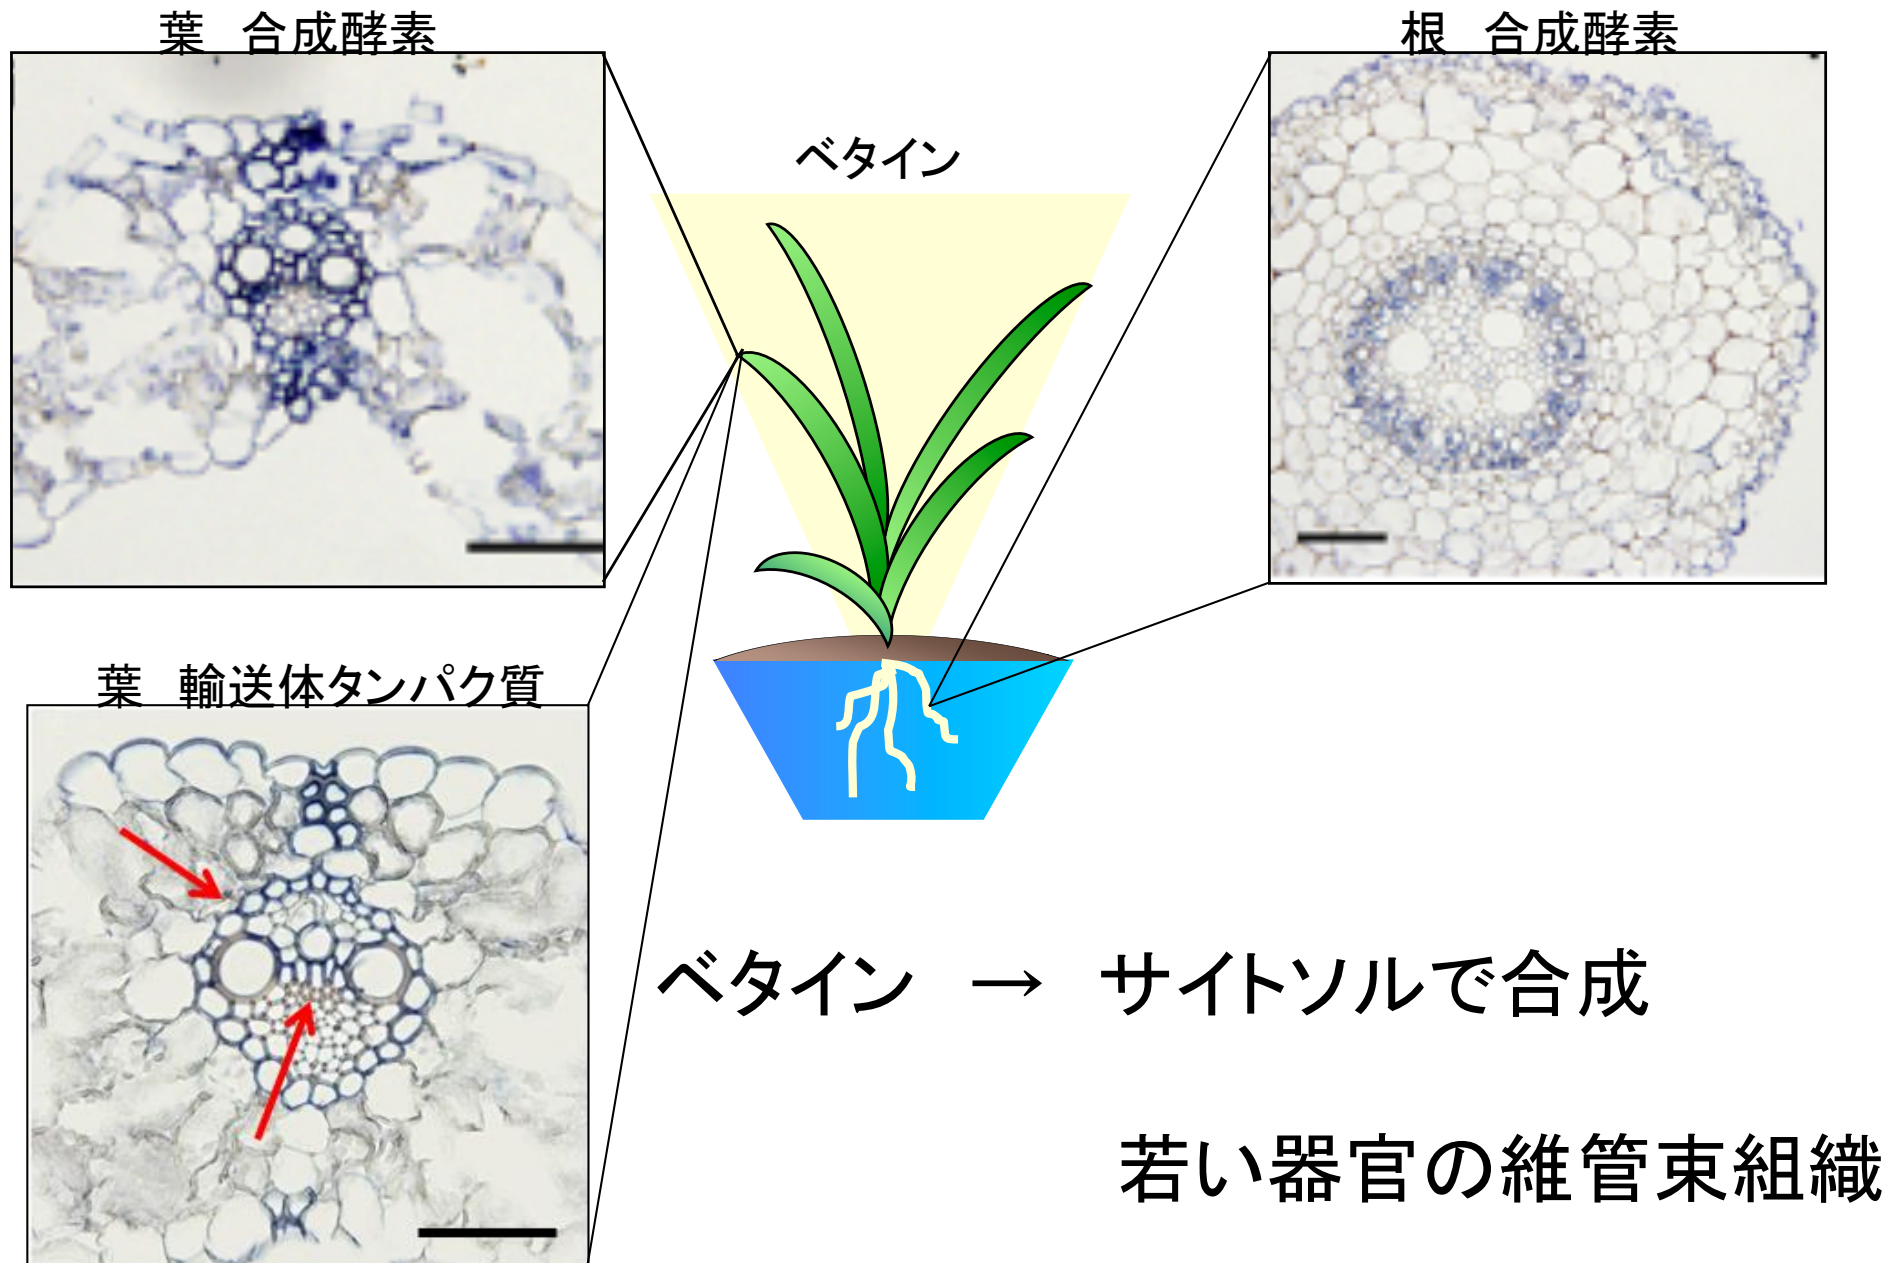 葉　合成酵素
根　合成酵素
ベタイン
葉　輸送体タンパク質
ベタイン　→　サイトソルで合成
若い器官の維管束組織